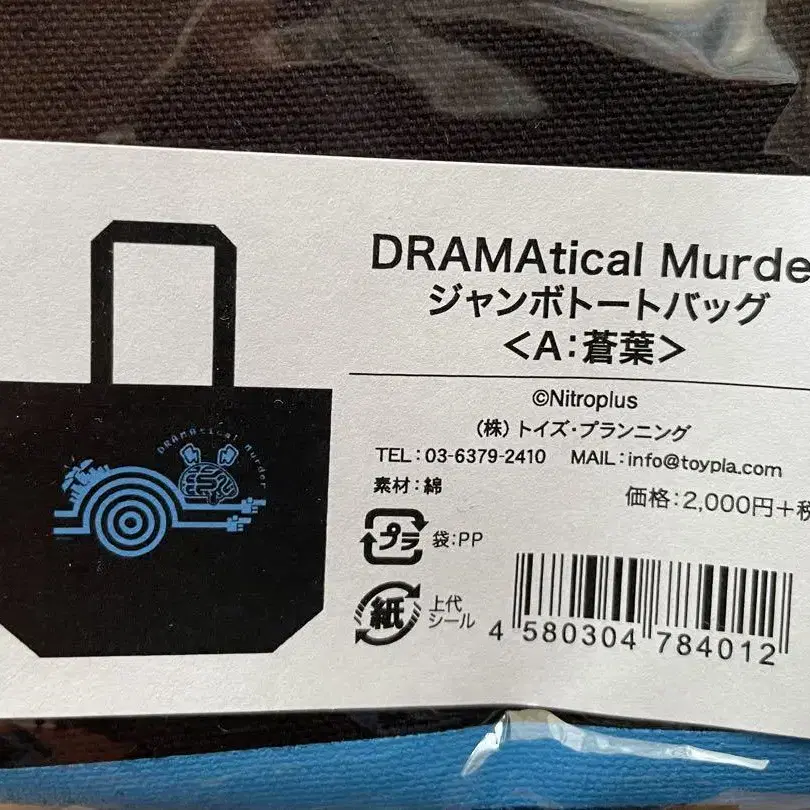 DRAMAtical Murde
ジャンボトートバッグ
<A:蒼葉>
©Nitroplus
(株)トイズ・プランニング
TEL:03-6379-2410 MAIL:info@toypla.com
素材:綿
価格:2,000円+税
プラ 袋:PP
紙 上代
シール
4 580304 784012
DRAMAtical Murder